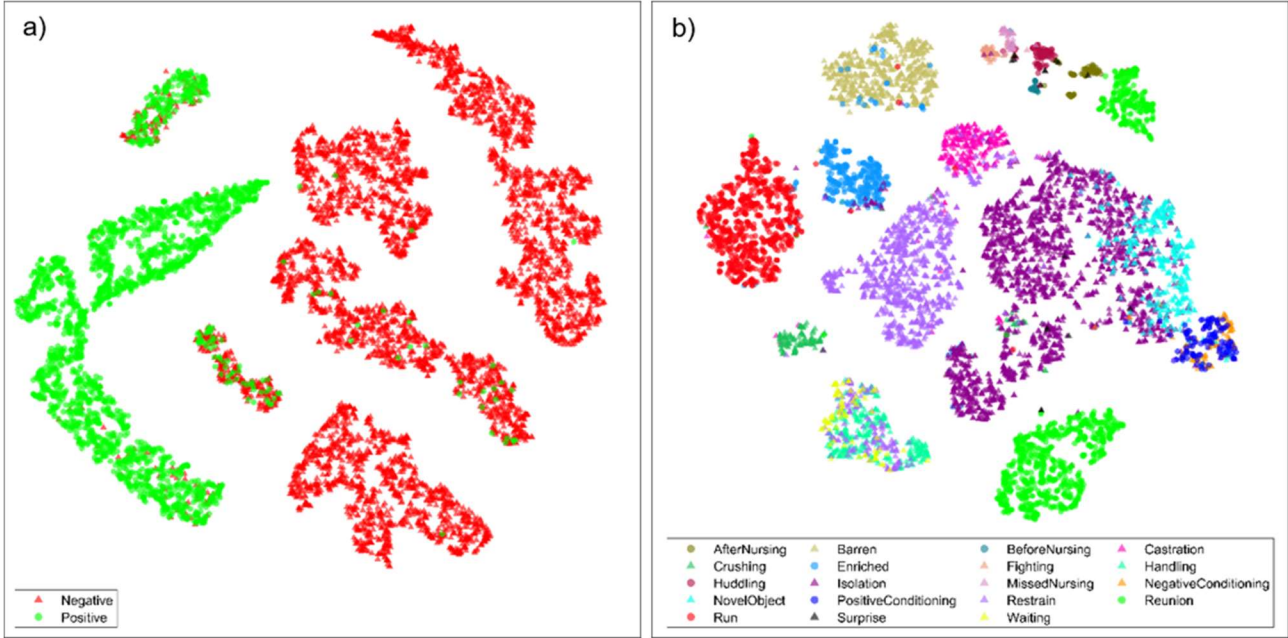 a)
Negative
Positive
b)
AfterNursing Barren BeforeNursing Castration
Crushing Enriched Fighting Handling
Huddling Isolation MissedNursing NegativeConditioning
NovelObject PositiveConditioning Restrain Reunion
Run Surprise Waiting